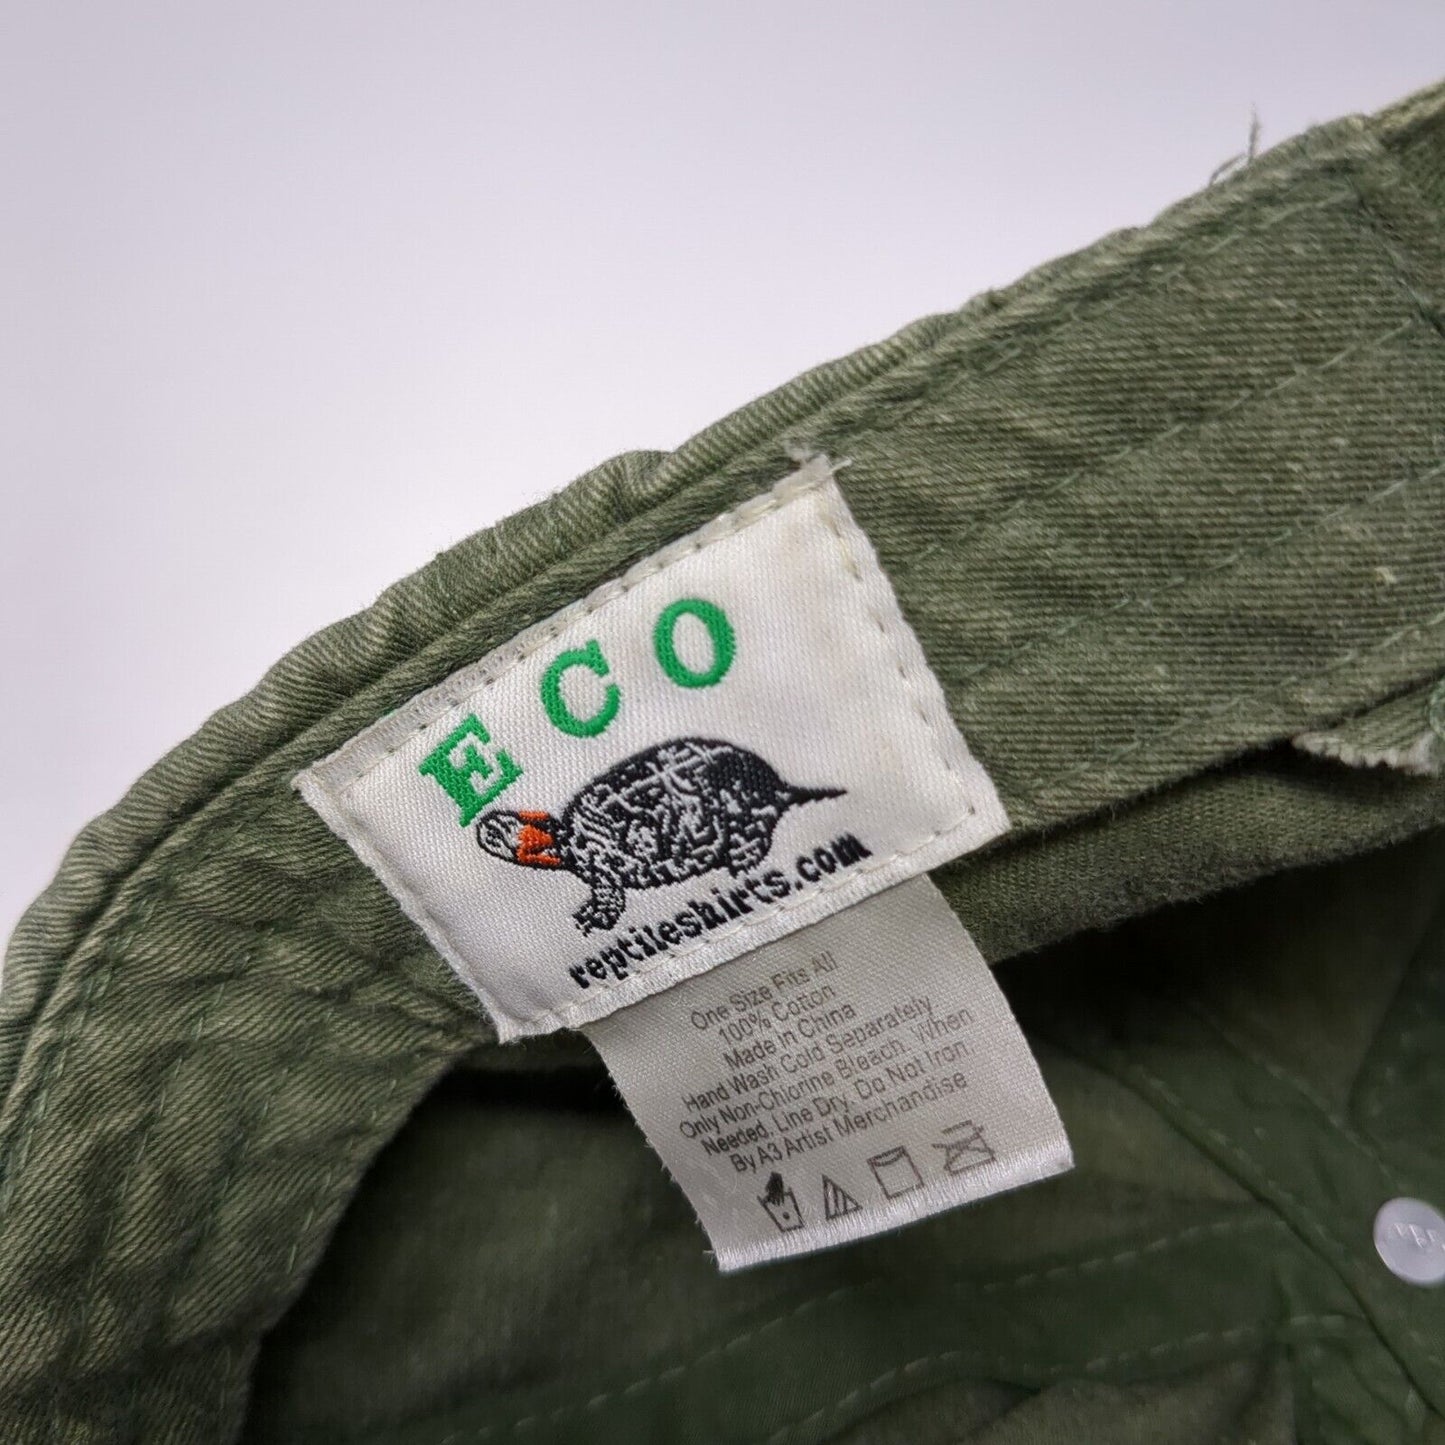 ECO
reptileshirts.com
One Size Fits All
100% Cotton
Made in China
Hand Wash Cold Separately
Only Non-Chlorine Bleach. When
Needed. Line Dry. Do Not Iron.
By A3 Artist Merchandise